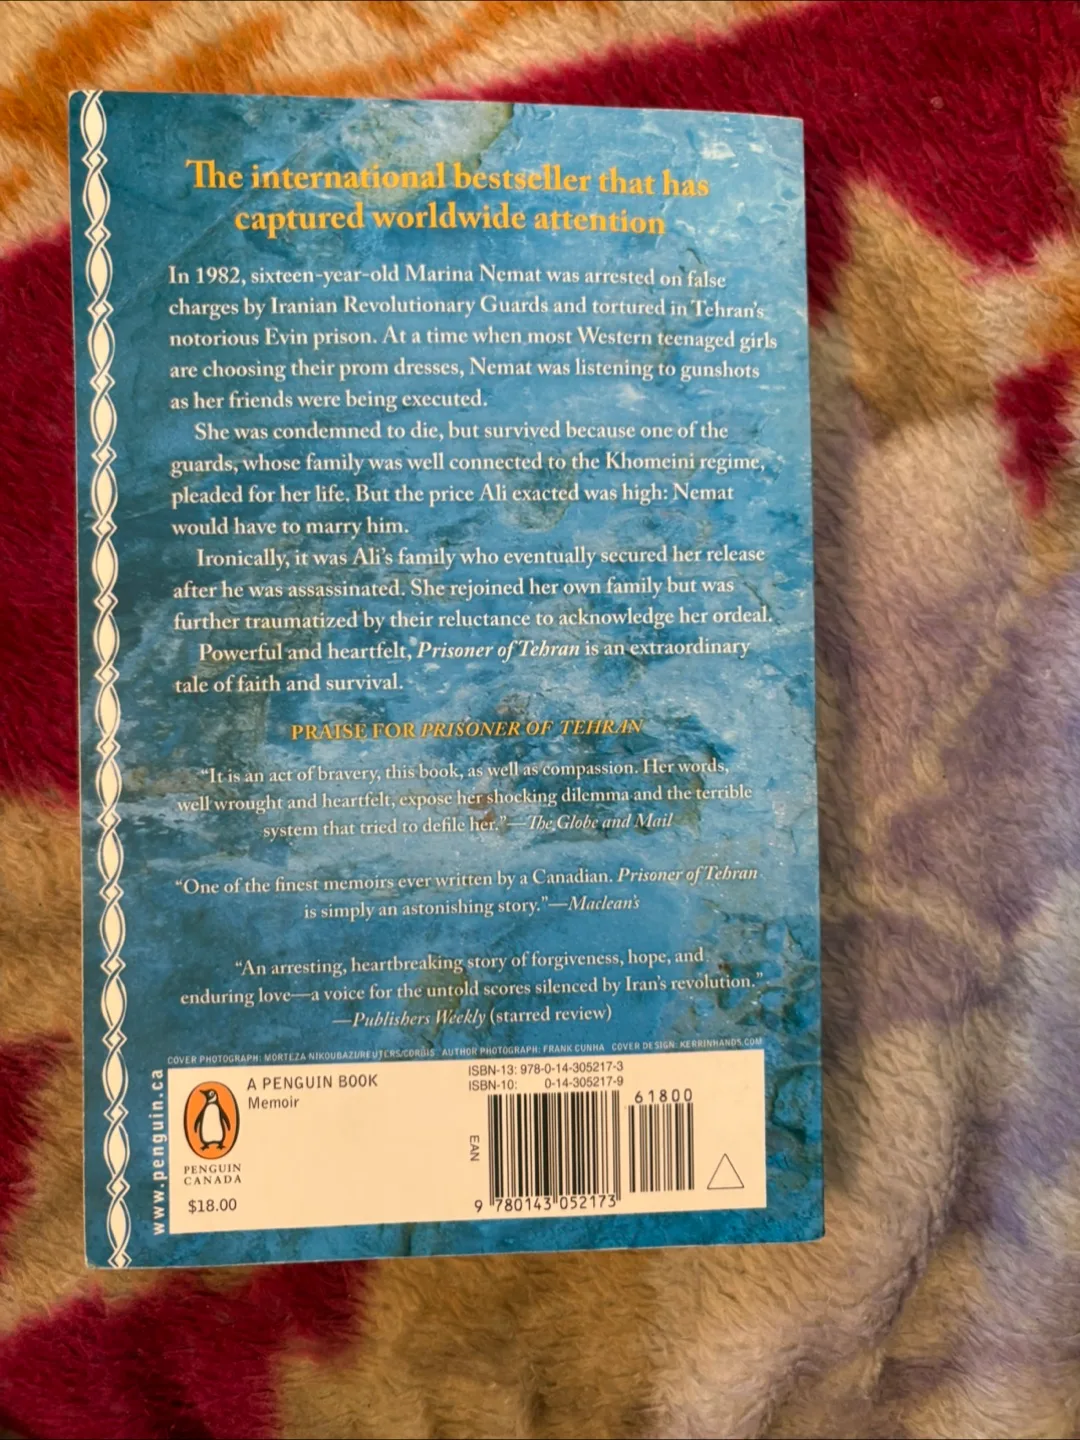 The international bestseller that has
captured worldwide attention
In 1982, sixteen-year-old Marina Nemat was arrested on false
charges by Iranian Revolutionary Guards and tortured in Tehran's
notorious Evin prison. At a time when most Western teenaged girls
are choosing their prom dresses, Nemat was listening to gunshots
as her friends were being executed.
She was condemned to die, but survived because one of the
guards, whose family was well connected to the Khomeini regime,
pleaded for her life. But the price Ali exacted was high: Nemat
would have to marry him.
Ironically, it was Ali's family who eventually secured her release
after he was assassinated. She rejoined her own family but was
further traumatized by their reluctance to acknowledge her ordeal.
Powerful and heartfelt, Prisoner of Tehran is an extraordinary
tale of faith and survival.
PRAISE FOR PRISONER OF TEHRAN
"It is an act of bravery, this book, as well as compassion. Her words,
well wrought and heartfelt, expose her shocking dilemma and the terrible
system that tried to defile her."—The Globe and Mail
"One of the finest memoirs ever written by a Canadian. Prisoner of Tehran
is simply an astonishing story."—Maclean's
"An arresting, heartbreaking story of forgiveness, hope, and
enduring love—a voice for the untold scores silenced by Iran's revolution."
—Publishers Weekly (starred review)
COVER PHOTOGRAPH: MORTEZA NIKOUBAZI/REUTERS/CORBIS AUTHOR PHOTOGRAPH: FRANK CUNHA COVER DESIGN: KERRINHANDS.COM
www.penguin.ca
A PENGUIN BOOK
Memoir
PENGUIN
CANADA
$18.00
ISBN-13: 978-0-14-305217-3
ISBN-10: 0-14-305217-9
61800
EAN
9 780143 052173